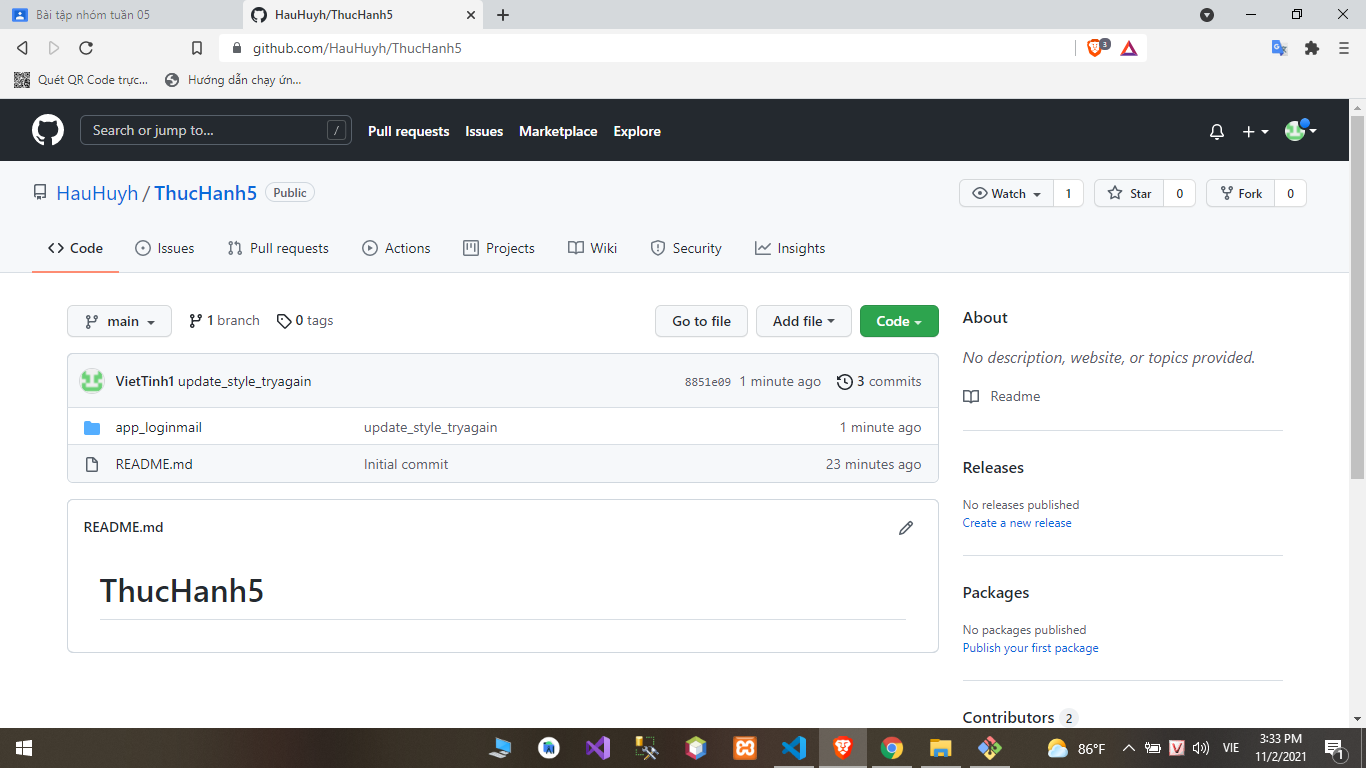 Bài tập nhóm tuần 05
HauHuyh/ThucHanh5
github.com/HauHuyh/ThucHanh5
3
Quét QR Code trực...
Hướng dẫn chạy ứn...
Search or jump to...
/
Pull requests
Issues
Marketplace
Explore
HauHuyh / ThucHanh5
Public
Watch
1
Star
0
Fork
0
Code
Issues
Pull requests
Actions
Projects
Wiki
Security
Insights
main
1 branch
0 tags
Go to file
Add file
Code
VietTinh1 update_style_tryagain
8851e09 1 minute ago
3 commits
app_loginmail
update_style_tryagain
1 minute ago
README.md
Initial commit
23 minutes ago
README.md
ThucHanh5
About
No description, website, or topics provided.
Readme
Releases
No releases published
Create a new release
Packages
No packages published
Publish your first package
Contributors 2
86°F
V
VIE
3:33 PM
11/2/2021
1